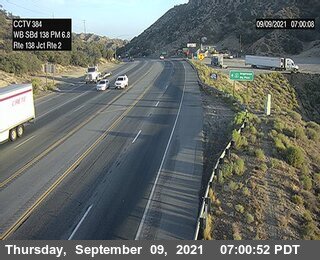 CCTV 384
WB SBd 138 PM 6.8
Rte 138 Jct Rte 2
09/09/2021 07:00:08
Thursday, September 09, 2021 07:00:52 PDT